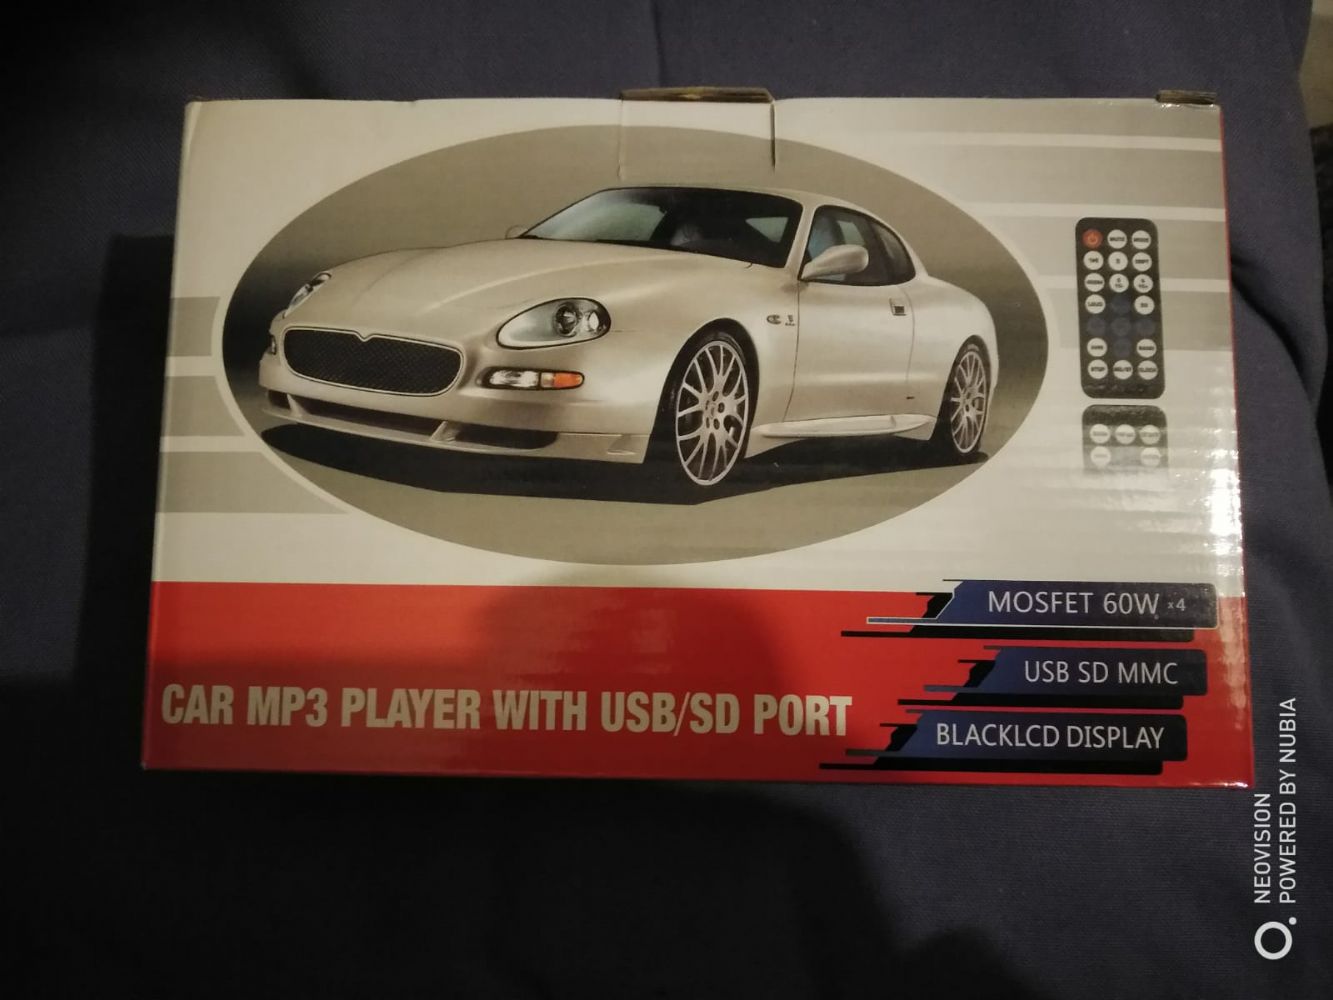 MOSFET 60W x4
USB SD MMC
BLACKLCD DISPLAY
CAR MP3 PLAYER WITH USB/SD PORT
NEOVISION
POWERED BY NUBIA